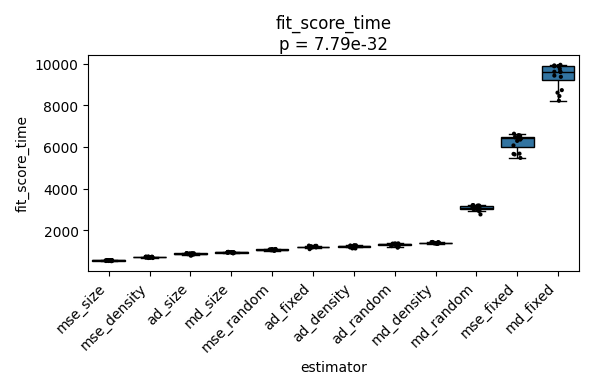 fit_score_time
p = 7.79e-32
fit_score_time
10000
8000
6000
4000
2000
mse_size
mse_density
ad_size
md_size
mse_random
ad_fixed
ad_density
ad_random
md_density
md_random
mse_fixed
md_fixed
estimator